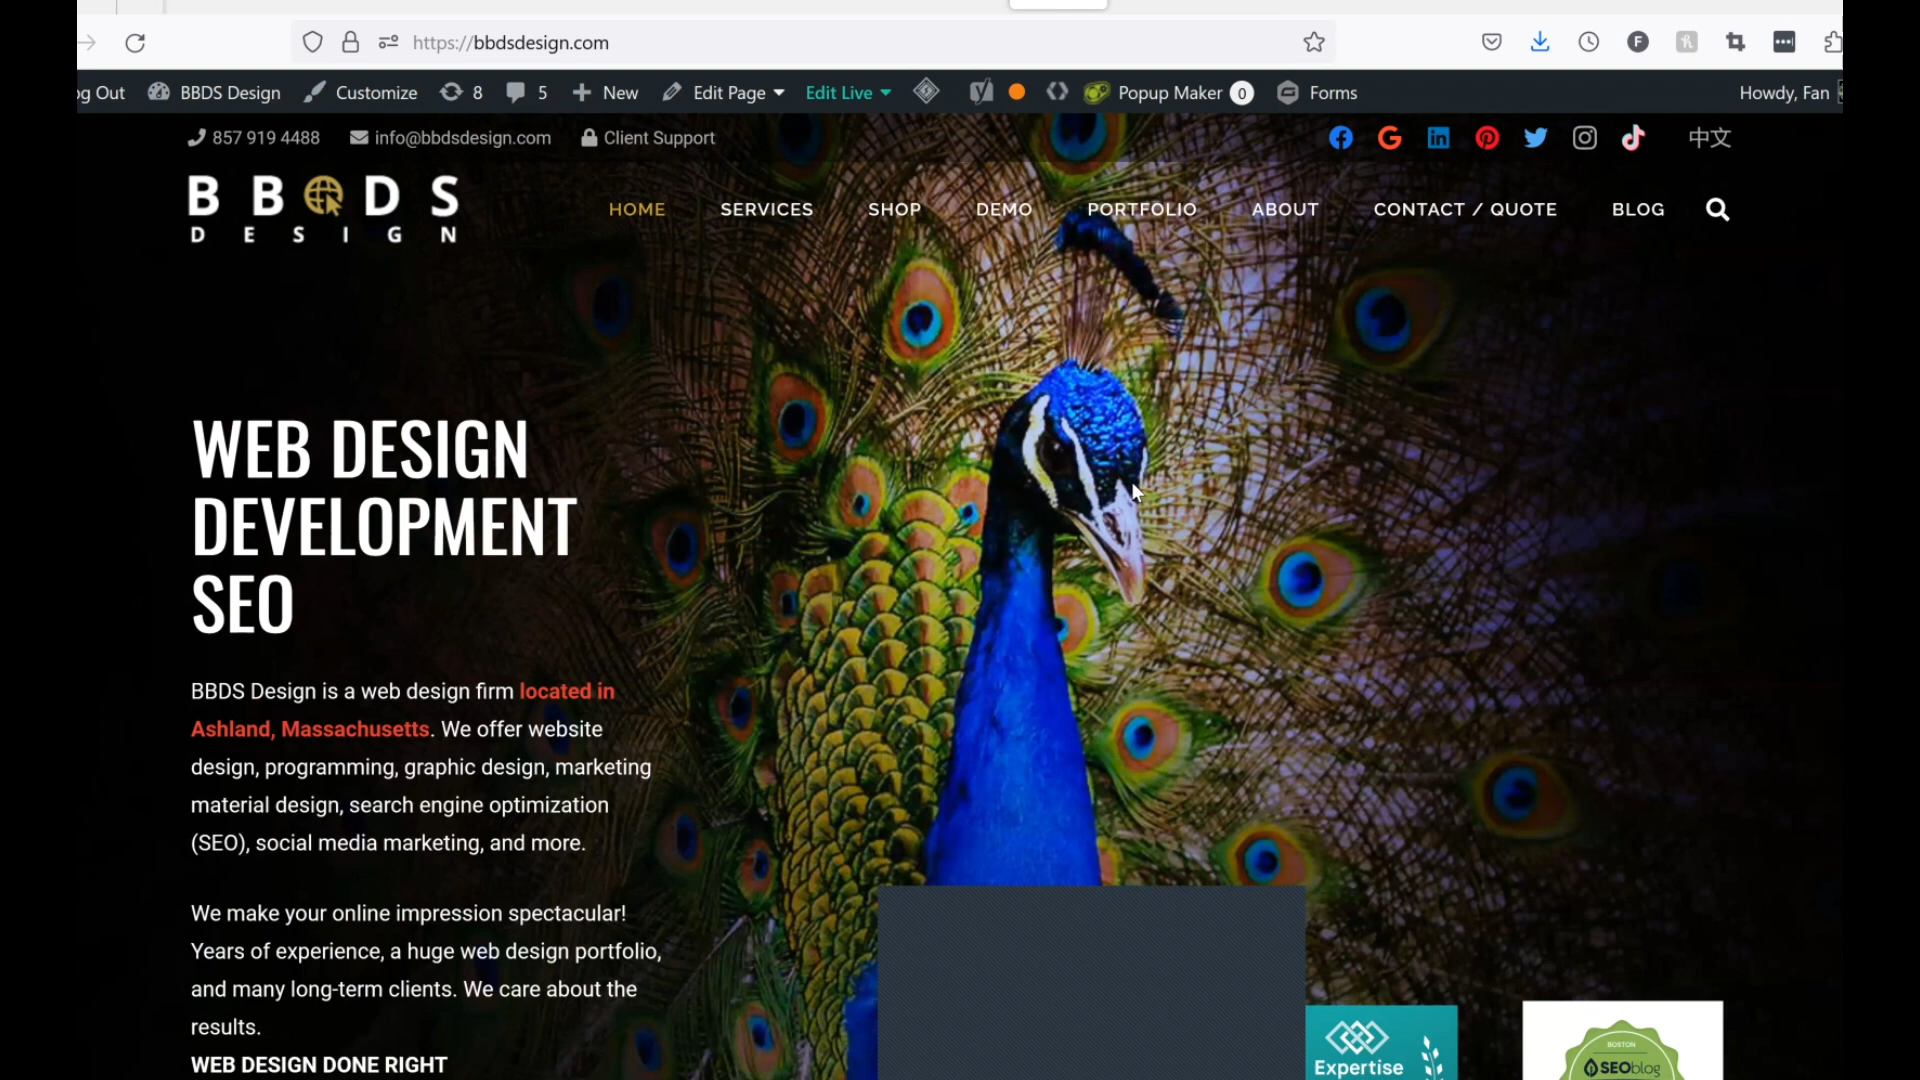 https://bbdsdesign.com
og Out BBDS Design Customize 8 5 New Edit Page Edit Live Popup Maker 0 Forms Howdy, Fan
857 919 4488 info@bbdsdesign.com Client Support 中文
BBDS
DESIGN
HOME SERVICES SHOP DEMO PORTFOLIO ABOUT CONTACT / QUOTE BLOG
WEB DESIGN
DEVELOPMENT
SEO
BBDS Design is a web design firm located in
Ashland, Massachusetts. We offer website
design, programming, graphic design, marketing
material design, search engine optimization
(SEO), social media marketing, and more.
We make your online impression spectacular!
Years of experience, a huge web design portfolio,
and many long-term clients. We care about the
results.
WEB DESIGN DONE RIGHT
Expertise
BOSTON
SEOblog